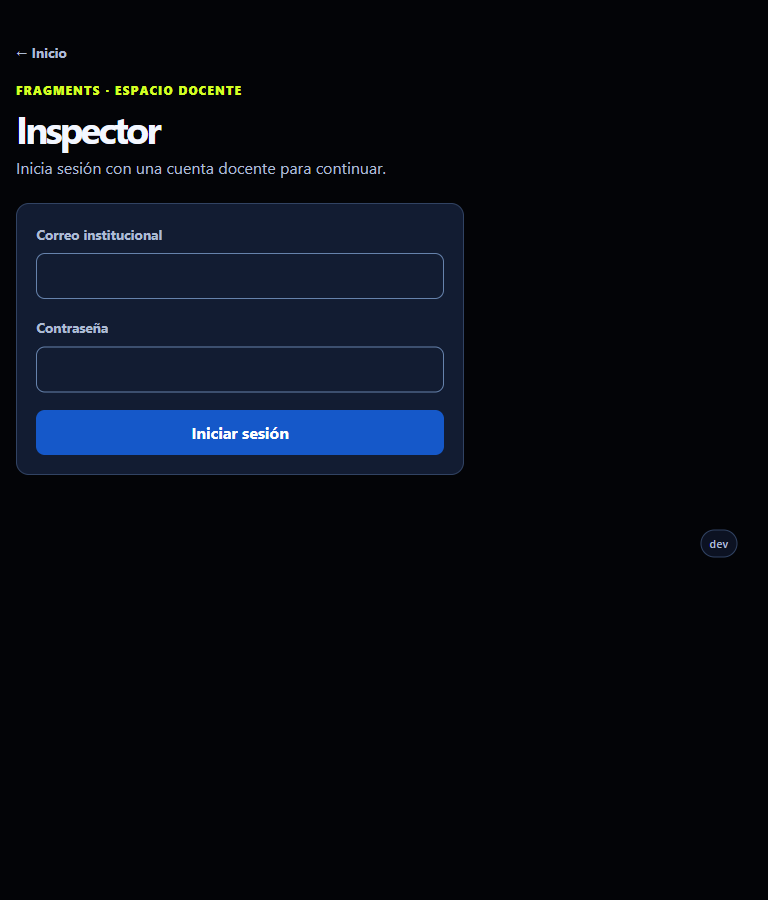 ← Inicio
FRAGMENTS · ESPACIO DOCENTE
Inspector
Inicia sesión con una cuenta docente para continuar.
Correo institucional
Contraseña
Iniciar sesión
dev